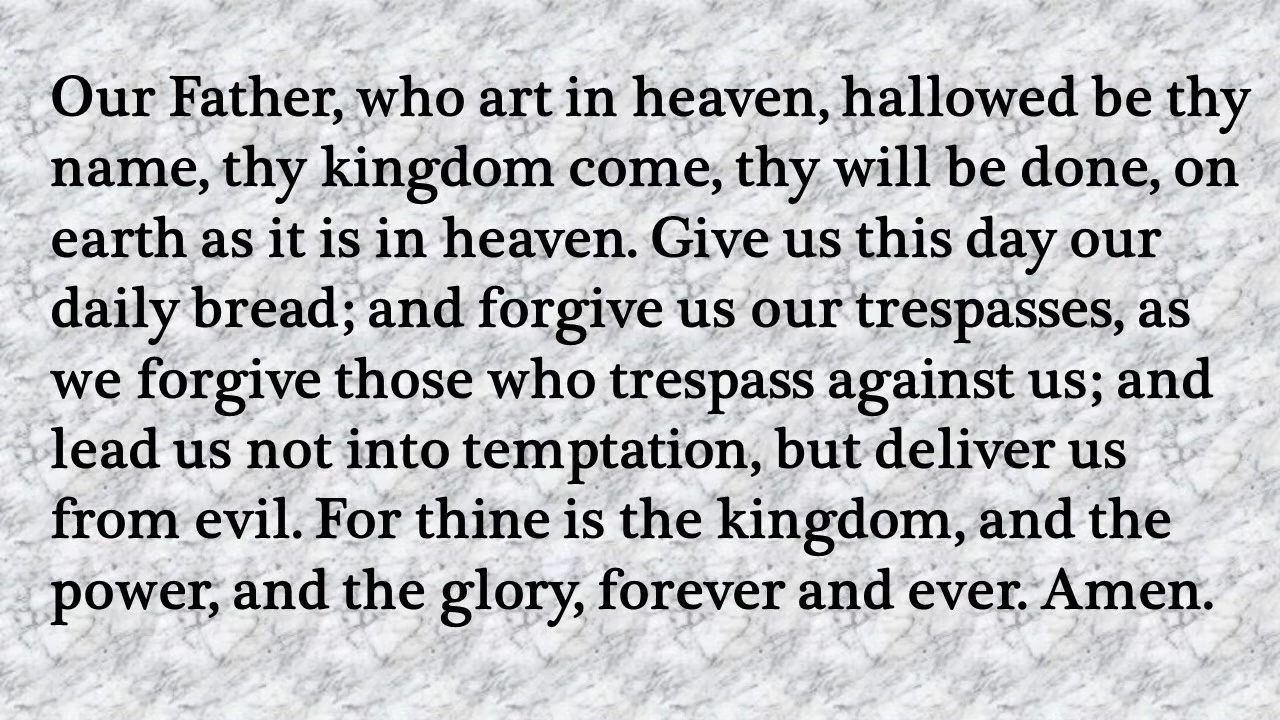 Our Father, who art in heaven, hallowed be thy
name, thy kingdom come, thy will be done, on
earth as it is in heaven. Give us this day our
daily bread; and forgive us our trespasses, as
we forgive those who trespass against us; and
lead us not into temptation, but deliver us
from evil. For thine is the kingdom, and the
power, and the glory, forever and ever. Amen.